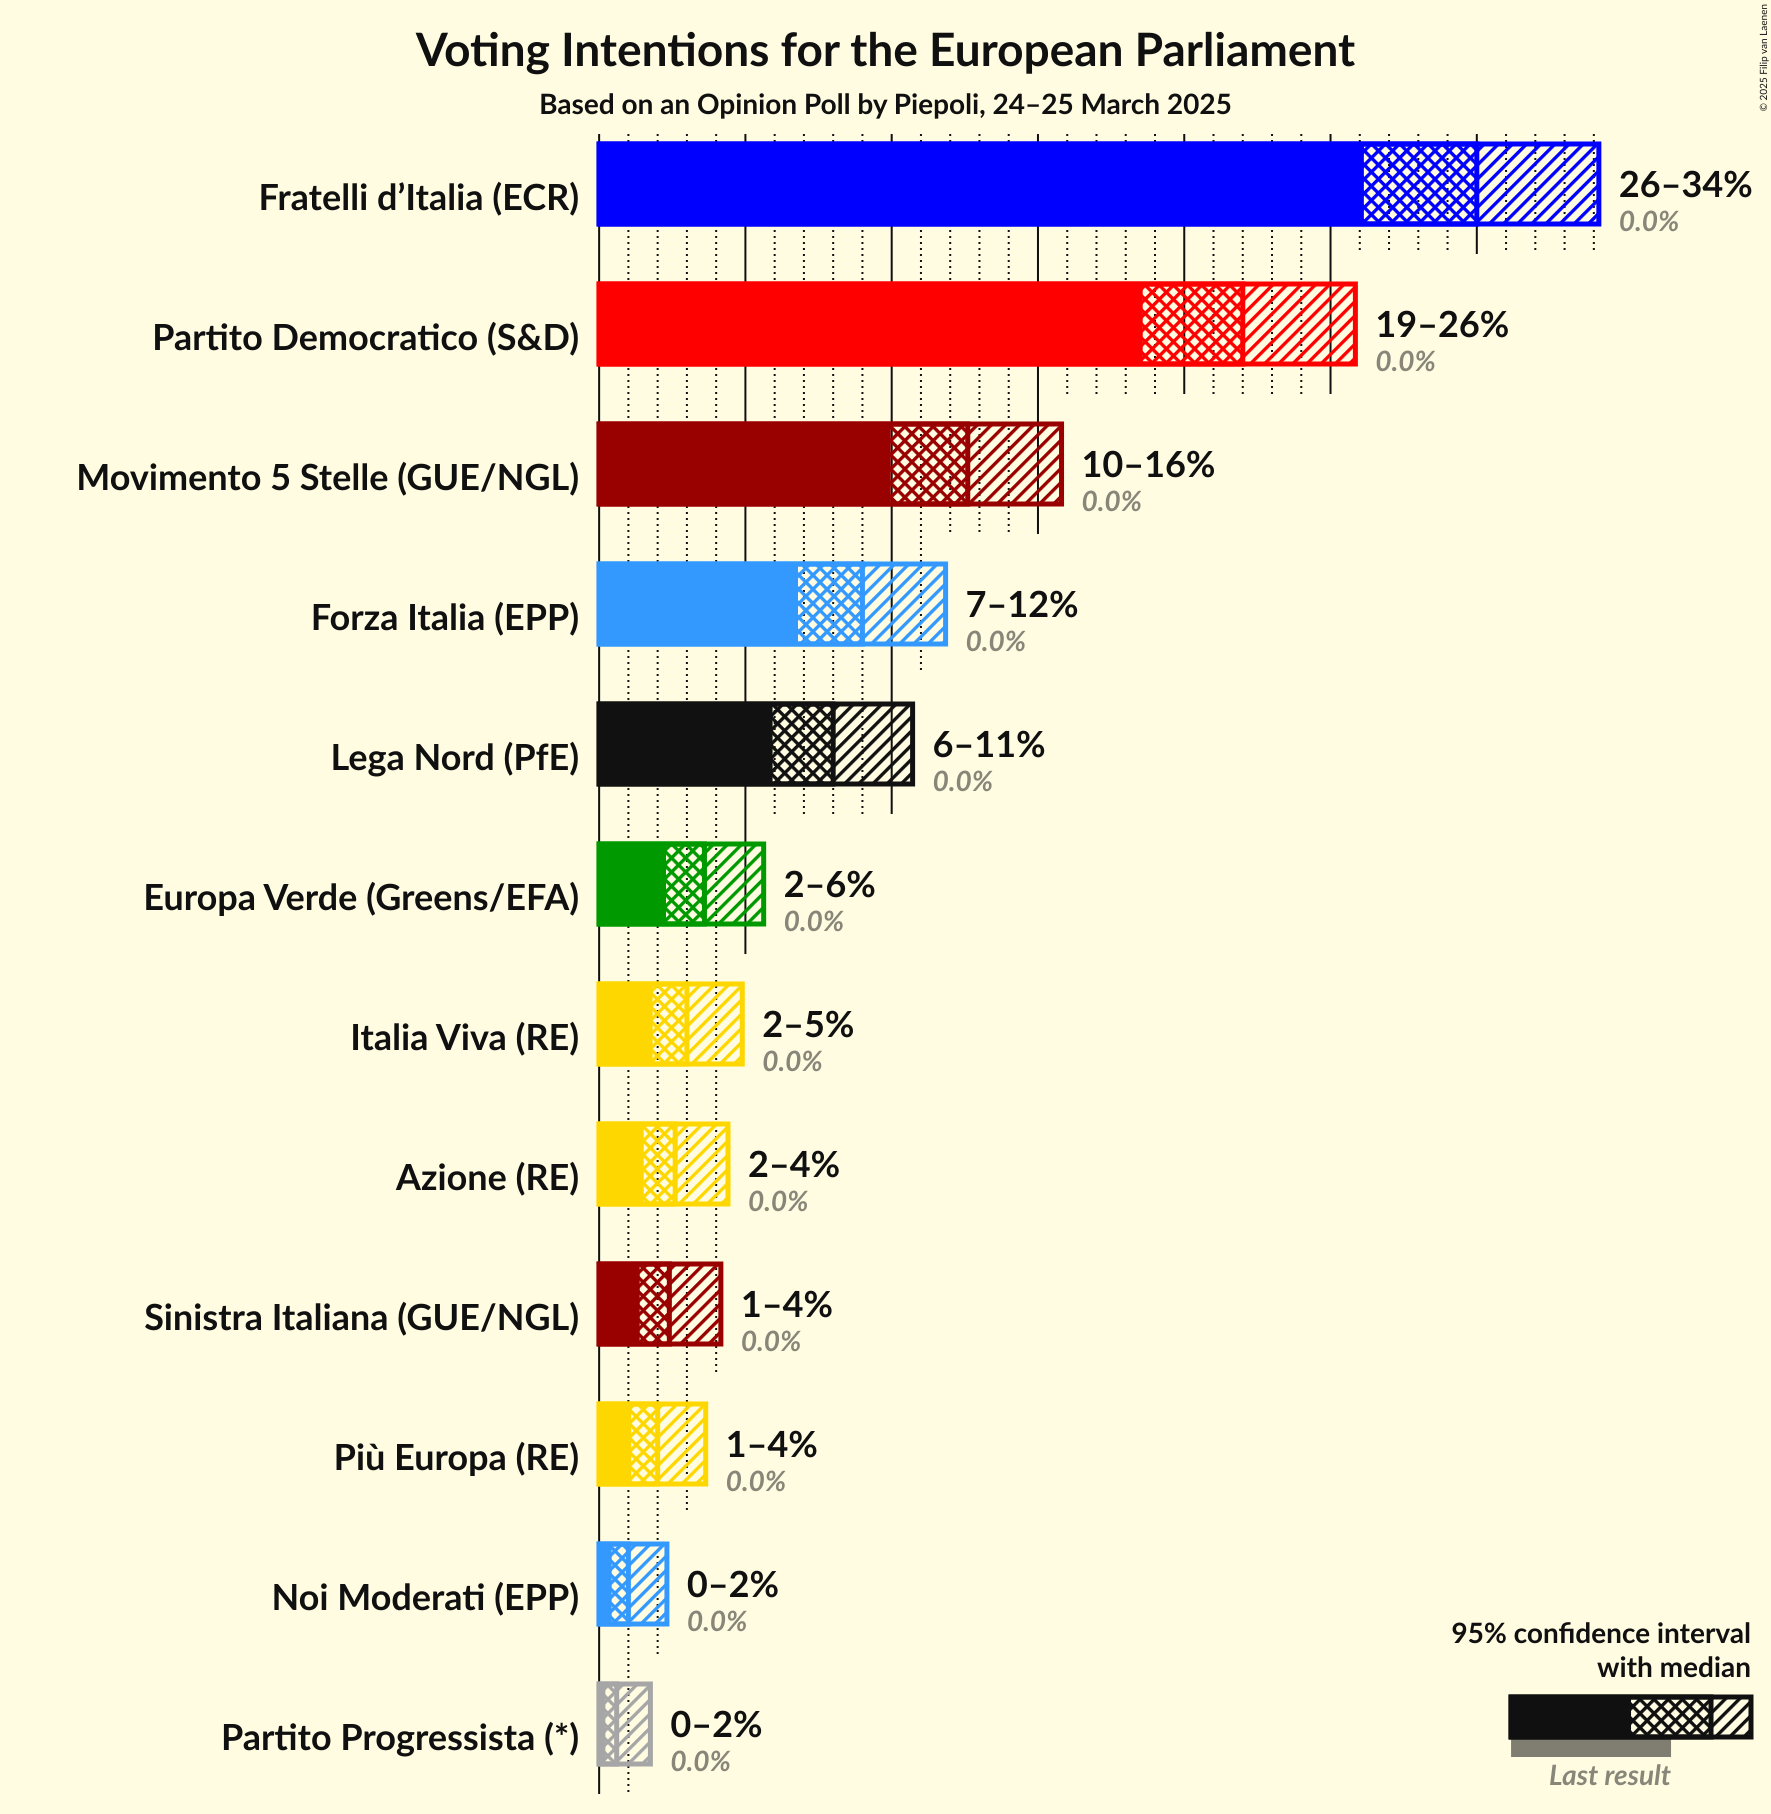 Voting Intentions for the European Parliament
Based on an Opinion Poll by Piepoli, 24–25 March 2025
© 2025 Filip van Laenen
Fratelli d’Italia (ECR)
26–34%
0.0%
Partito Democratico (S&D)
19–26%
0.0%
Movimento 5 Stelle (GUE/NGL)
10–16%
0.0%
Forza Italia (EPP)
7–12%
0.0%
Lega Nord (PfE)
6–11%
0.0%
Europa Verde (Greens/EFA)
2–6%
0.0%
Italia Viva (RE)
2–5%
0.0%
Azione (RE)
2–4%
0.0%
Sinistra Italiana (GUE/NGL)
1–4%
0.0%
Più Europa (RE)
1–4%
0.0%
Noi Moderati (EPP)
0–2%
0.0%
Partito Progressista (*)
0–2%
0.0%
95% confidence interval
with median
Last result